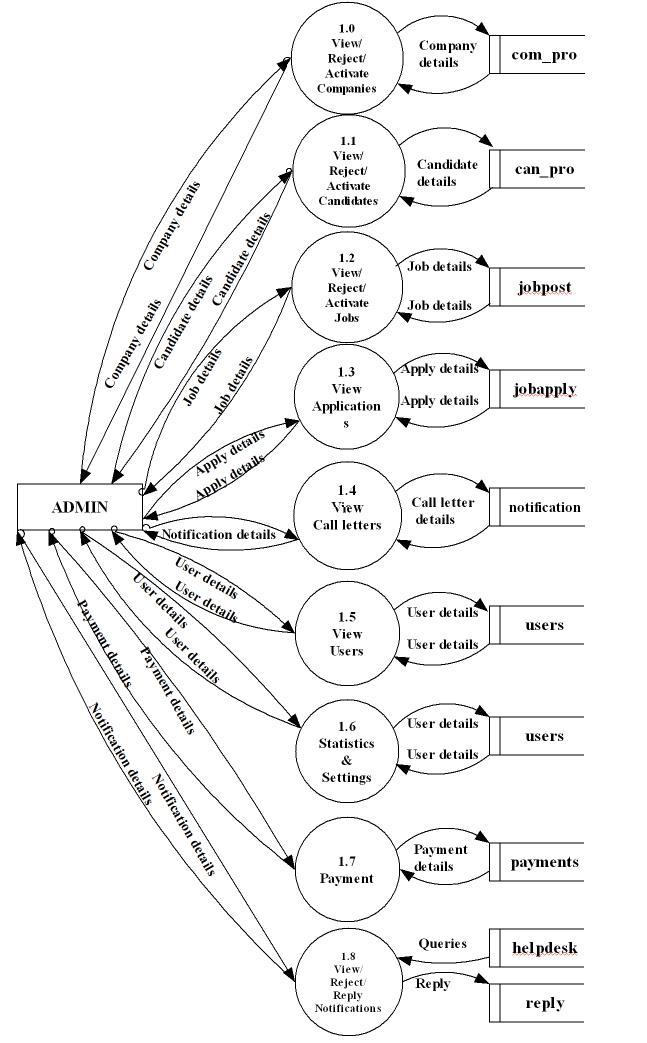 1.0
View/
Reject/
Activate
Companies
Company
details
com_pro
1.1
View/
Reject/
Activate
Candidates
Candidate
details
can_pro
1.2
View/
Reject/
Activate
Jobs
Job details
Job details
jobpost
1.3
View
Application
s
Apply details
Apply details
jobapply
1.4
View
Call letters
Call letter
details
notification
1.5
View
Users
User details
User details
users
1.6
Statistics
&
Settings
User details
User details
users
1.7
Payment
Payment
details
payments
1.8
View/
Reject/
Reply
Notifications
Queries
Reply
helpdesk
reply
ADMIN
Company details
Company details
Candidate details
Candidate details
Job details
Job details
Apply details
Apply details
Notification details
User details
User details
User details
User details
Payment details
Payment details
Notification details
Notification details